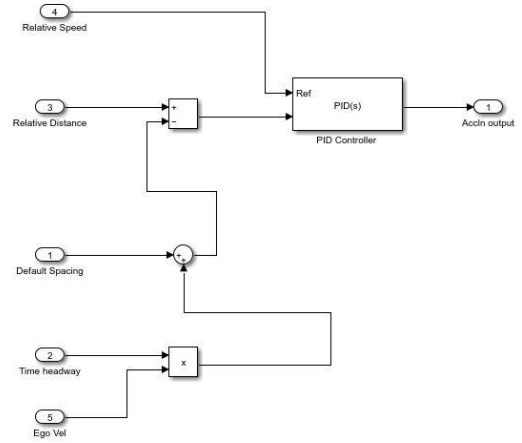 4
Relative Speed
3
Relative Distance
+
−
Ref
PID(s)
PID Controller
1
AccIn output
1
Default Spacing
+
+
2
Time headway
x
5
Ego Vel